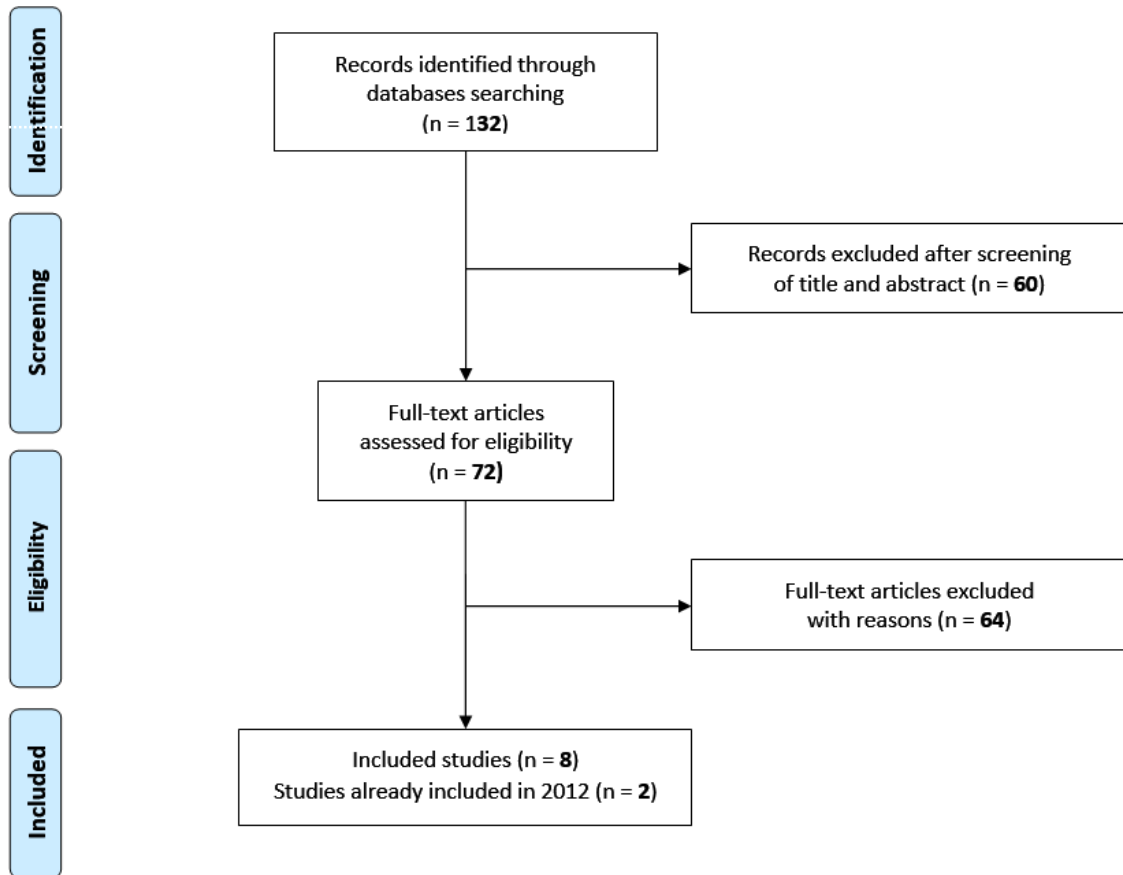 Identification
Records identified through
databases searching
(n = 132)
Screening
Records excluded after screening
of title and abstract (n = 60)
Full-text articles
assessed for eligibility
(n = 72)
Eligibility
Full-text articles excluded
with reasons (n = 64)
Included
Included studies (n = 8)
Studies already included in 2012 (n = 2)